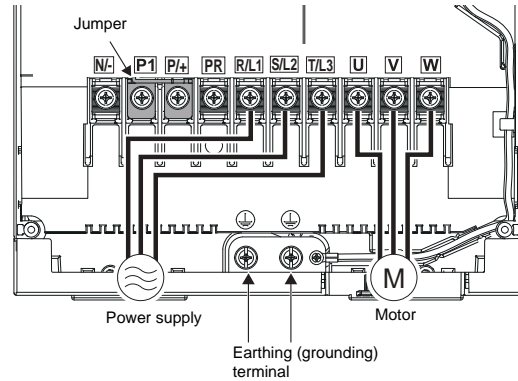 Jumper
N/- P1 P/+ PR R/L1 S/L2 T/L3 U V W
M
Power supply
Motor
Earthing (grounding)
terminal